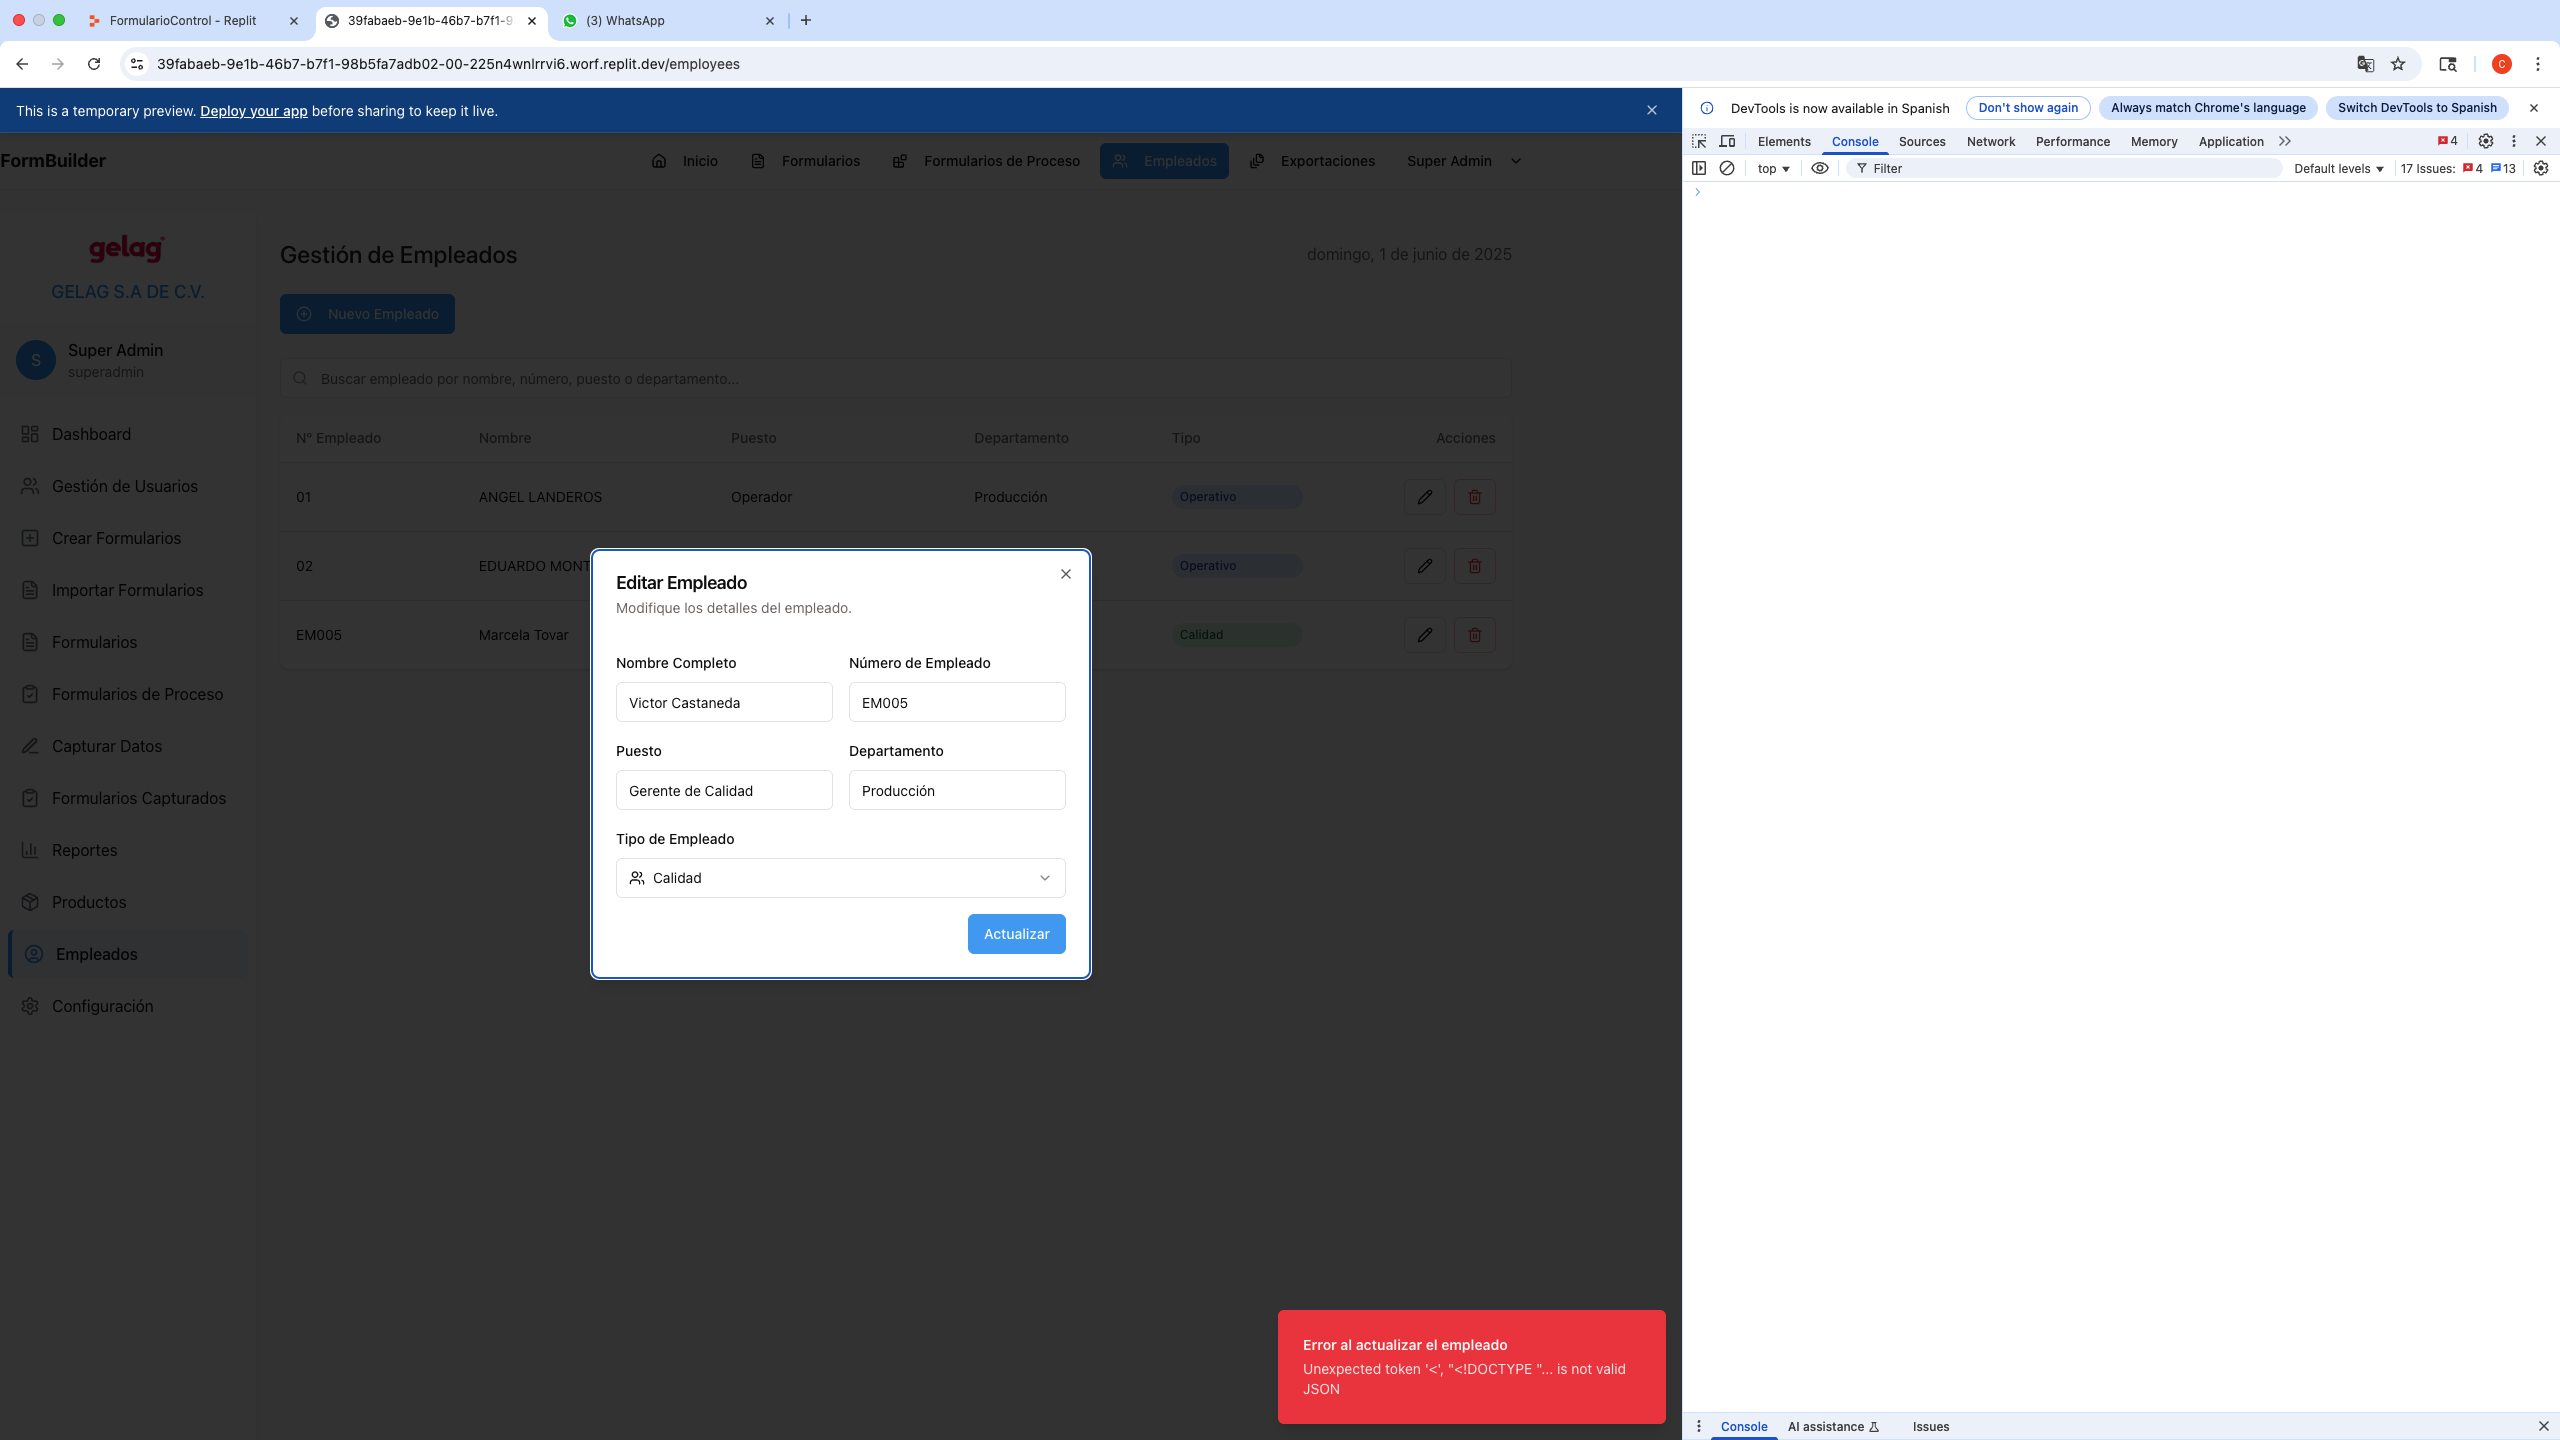 FormularioControl - Replit
39fabaeb-9e1b-46b7-b7f1-9
(3) WhatsApp
39fabaeb-9e1b-46b7-b7f1-98b5fa7adb02-00-225n4wnlrrvi6.worf.replit.dev/employees
C
This is a temporary preview. Deploy your app before sharing to keep it live.
FormBuilder
Inicio
Formularios
Formularios de Proceso
Empleados
Exportaciones
Super Admin
gelag
GELAG S.A DE C.V.
S
Super Admin
superadmin
Dashboard
Gestión de Usuarios
Crear Formularios
Importar Formularios
Formularios
Formularios de Proceso
Capturar Datos
Formularios Capturados
Reportes
Productos
Empleados
Configuración
Gestión de Empleados
domingo, 1 de junio de 2025
Nuevo Empleado
Buscar empleado por nombre, número, puesto o departamento...
Nº Empleado Nombre Puesto Departamento Tipo Acciones
01 ANGEL LANDEROS Operador Producción Operativo
02 EDUARDO MONT Operativo
EM005 Marcela Tovar Calidad
Editar Empleado
Modifique los detalles del empleado.
Nombre Completo
Victor Castaneda
Número de Empleado
EM005
Puesto
Gerente de Calidad
Departamento
Producción
Tipo de Empleado
Calidad
Actualizar
Error al actualizar el empleado
Unexpected token '<', "<!DOCTYPE "... is not valid
JSON
DevTools is now available in Spanish
Don't show again
Always match Chrome's language
Switch DevTools to Spanish
Elements Console Sources Network Performance Memory Application 4
top Filter Default levels 17 Issues: 4 13
Console AI assistance Issues